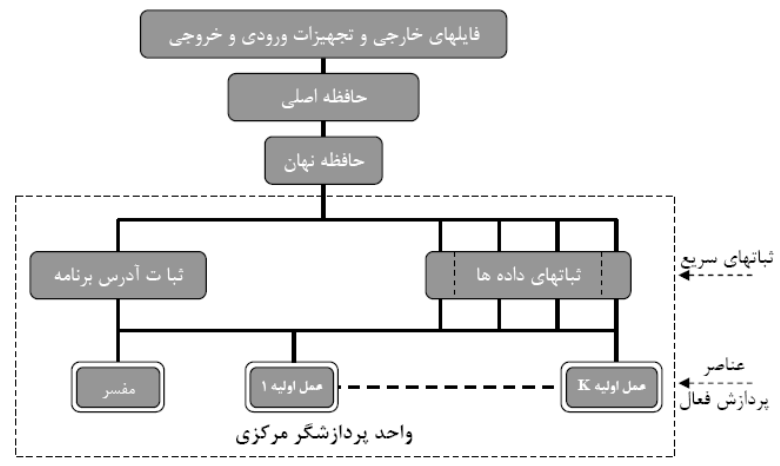 فایلهای خارجی و تجهیزات ورودی و خروجی
حافظه اصلی
حافظه نهان
ثبا ت آدرس برنامه
ثباتهای داده ها
ثباتهای سریع
مفسر
عمل اولیه ۱
عمل اولیه K
عناصر
پردازش فعال
واحد پردازشگر مرکزی